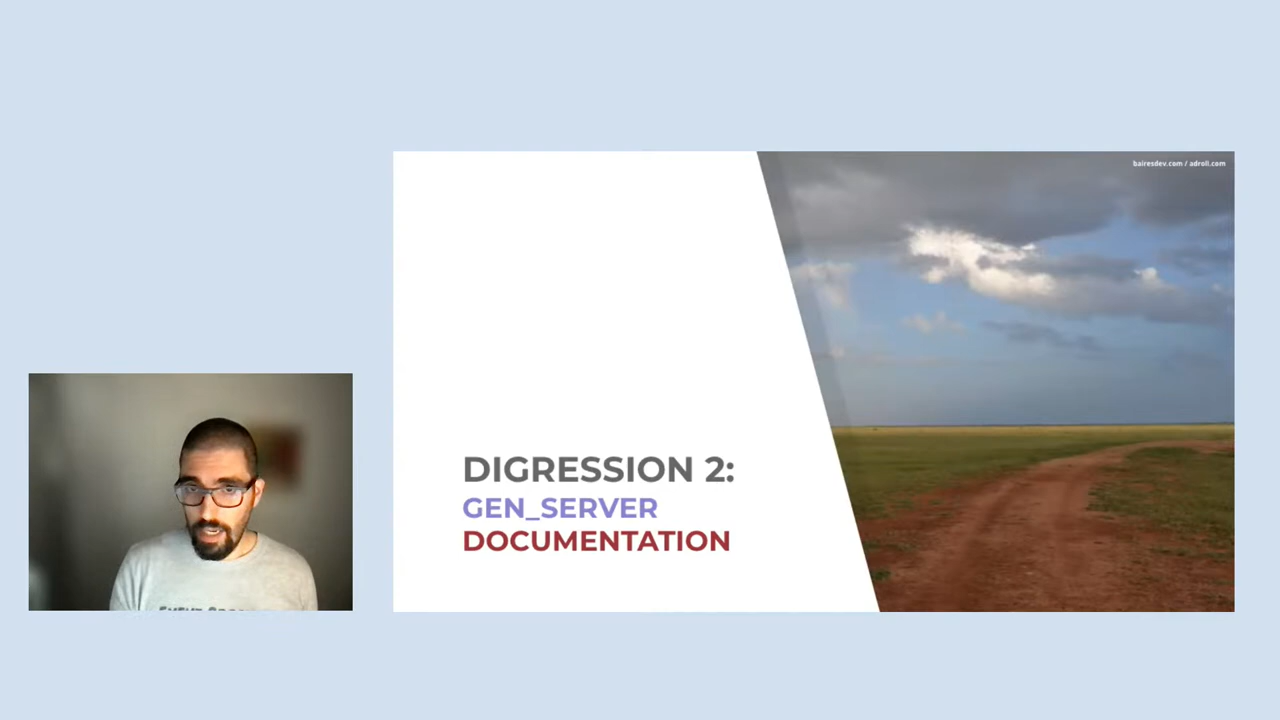 bairesdev.com / adroll.com
DIGRESSION 2:
GEN_SERVER
DOCUMENTATION